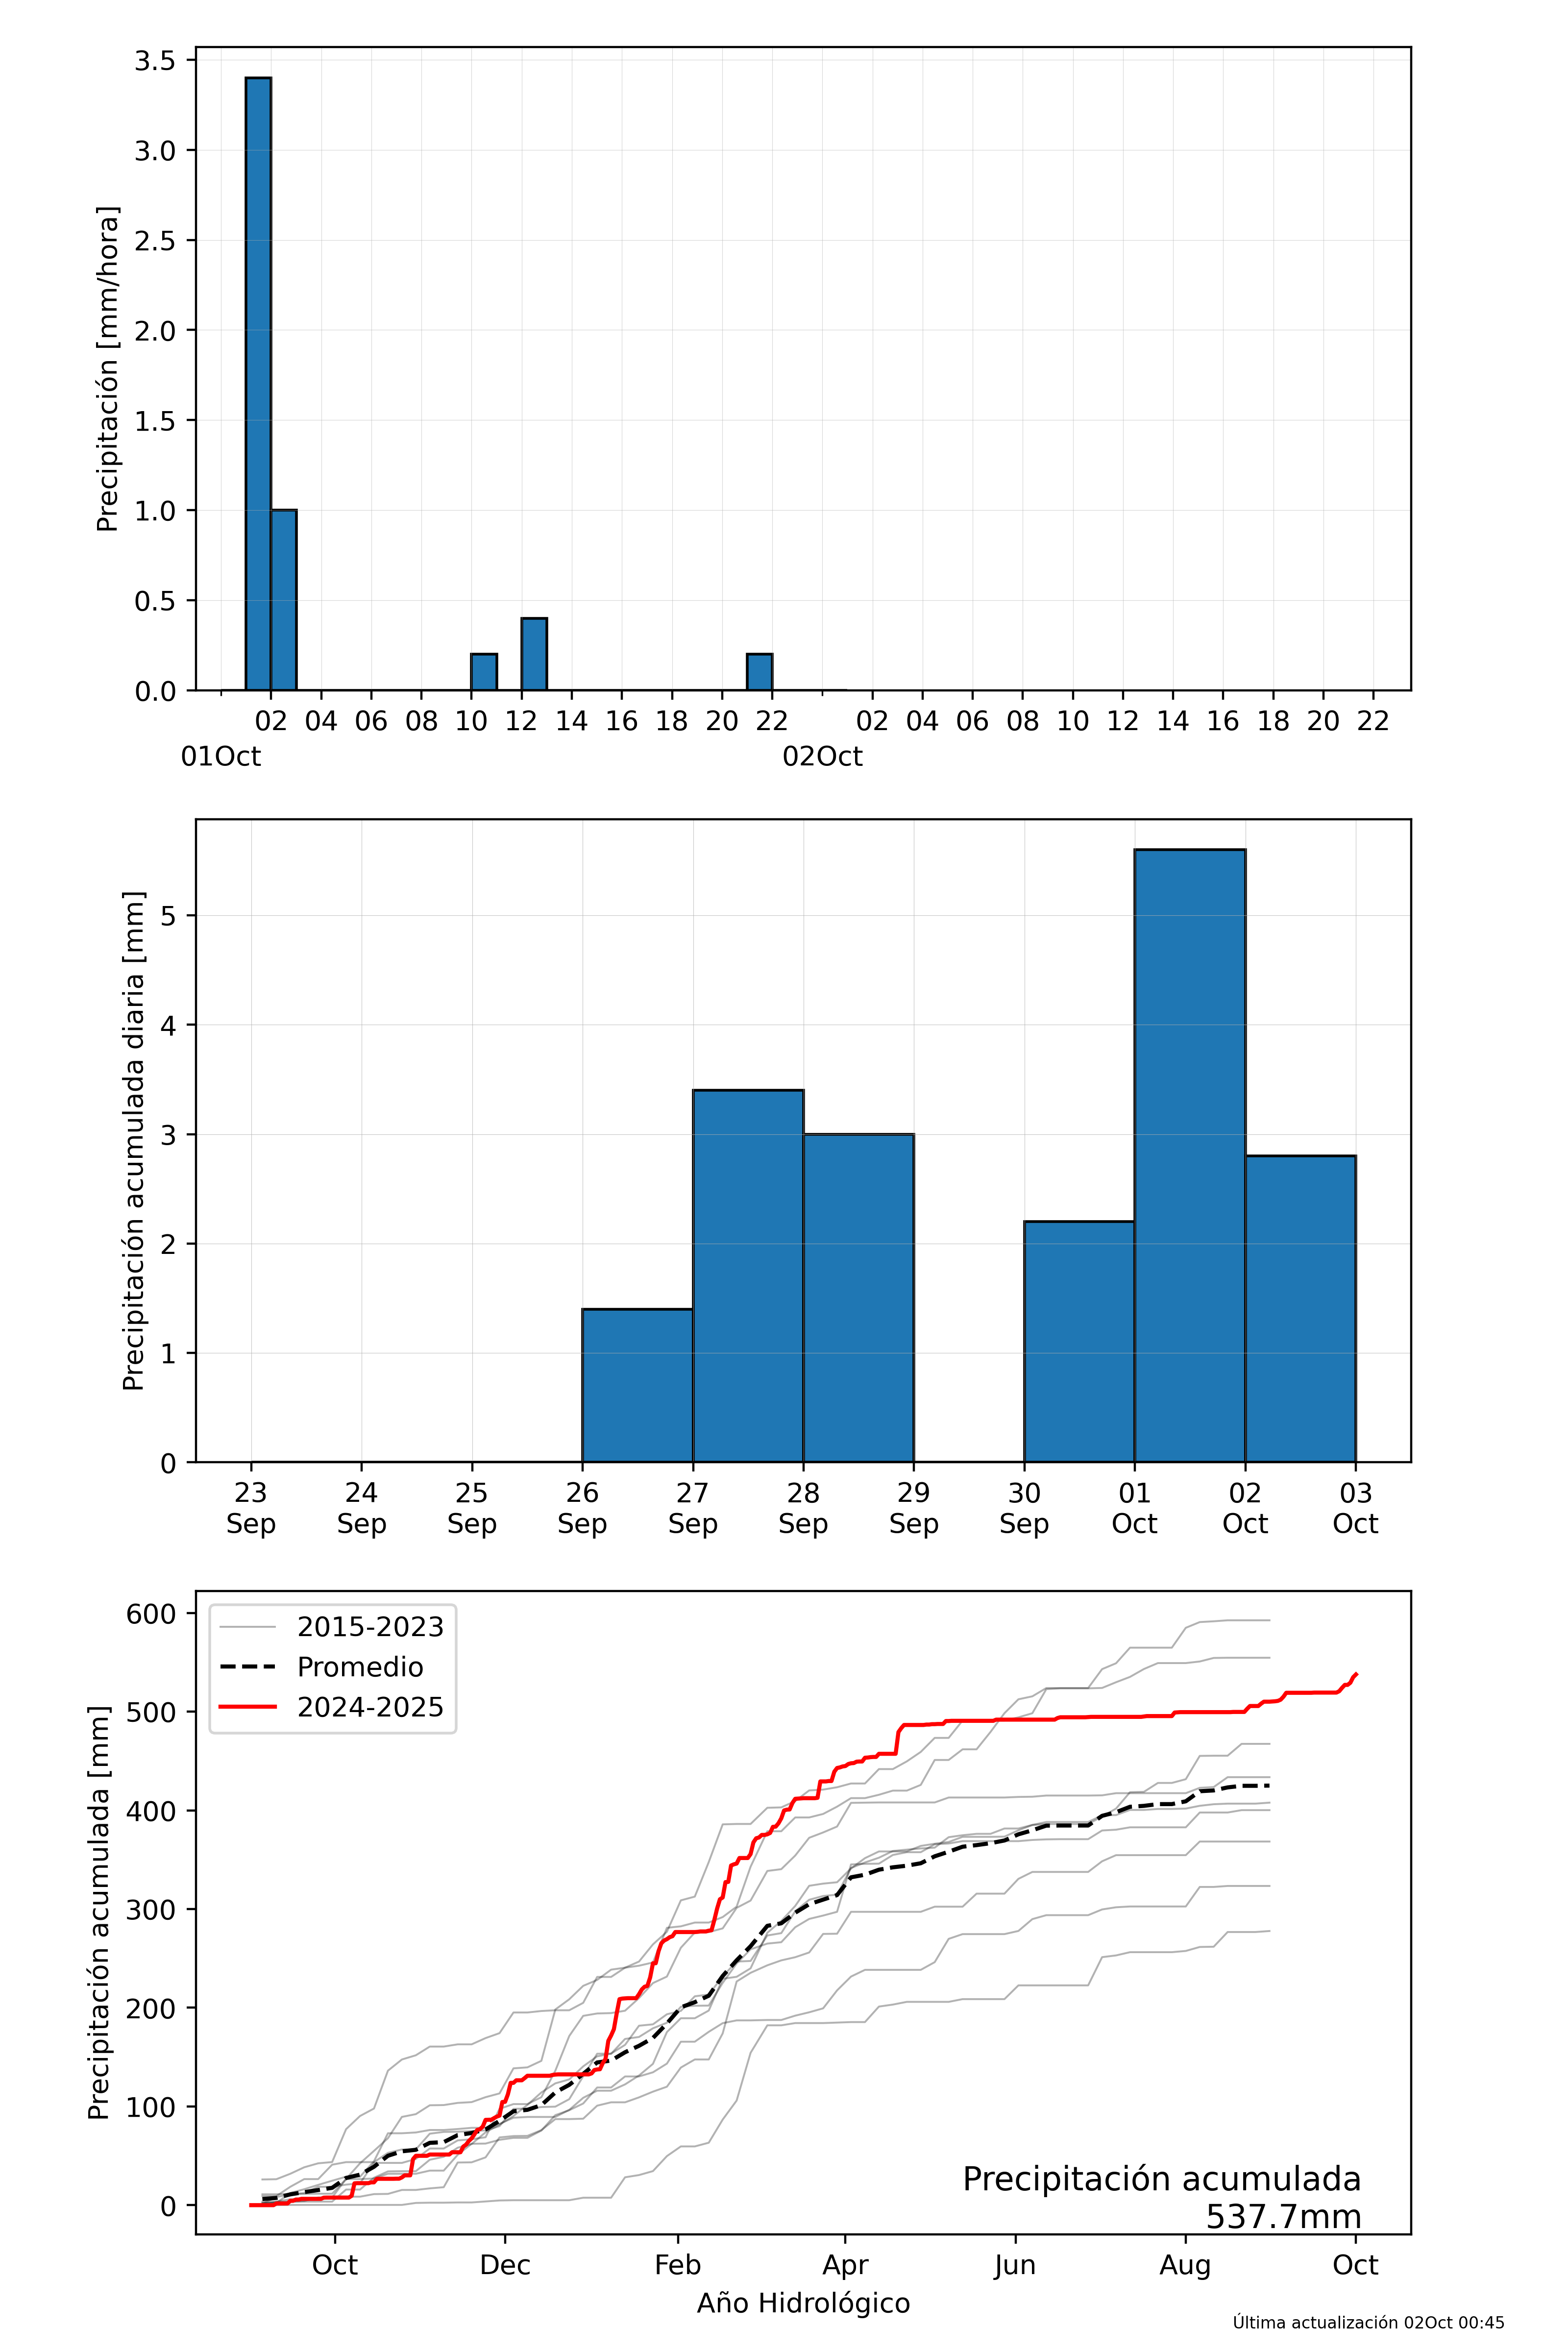 3.5
3.0
2.5
2.0
1.5
1.0
0.5
0.0
Precipitación [mm/hora]
02 04 06 08 10 12 14 16 18 20 22 02 04 06 08 10 12 14 16 18 20 22
01Oct 02Oct
5
4
3
2
1
0
Precipitación acumulada diaria [mm]
23 24 25 26 27 28 29 30 01 02 03
Sep Sep Sep Sep Sep Sep Sep Sep Oct Oct Oct
600
500
400
300
200
100
0
Precipitación acumulada [mm]
2015-2023
Promedio
2024-2025
Precipitación acumulada
537.7mm
Oct Dec Feb Apr Jun Aug Oct
Año Hidrológico
Última actualización 02Oct 00:45